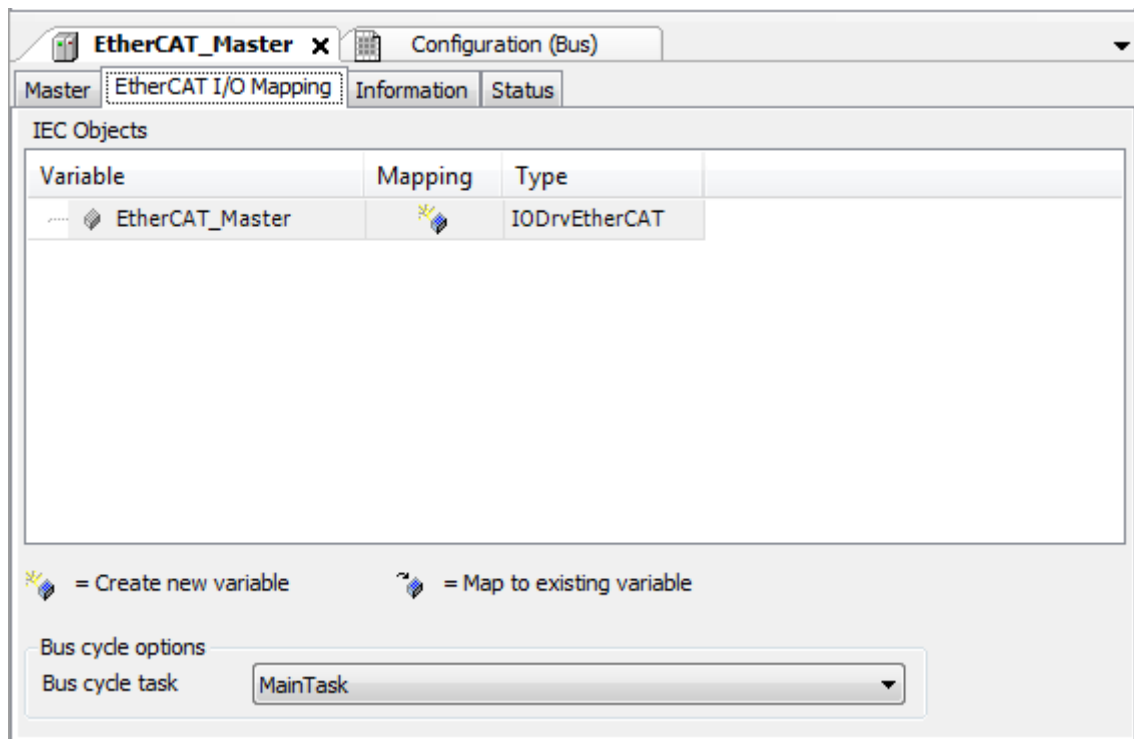 EtherCAT_Master Configuration (Bus)
Master EtherCAT I/O Mapping Information Status
IEC Objects
Variable Mapping Type
EtherCAT_Master IODrvEtherCAT
= Create new variable = Map to existing variable
Bus cycle options
Bus cycle task MainTask